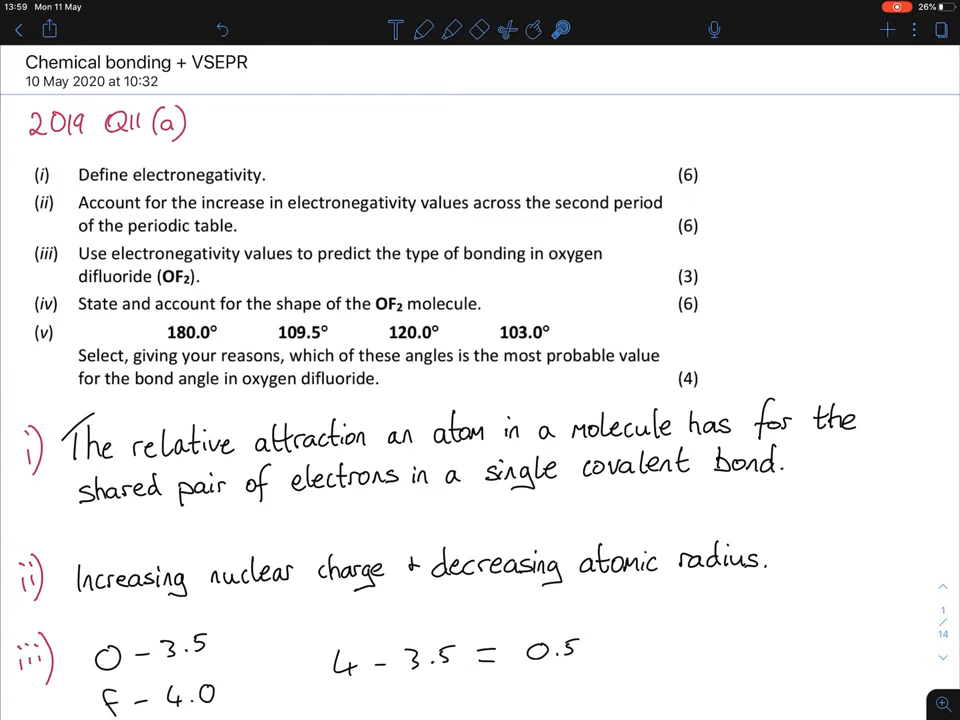 13:59 Mon 11 May 26%
Chemical bonding + VSEPR
10 May 2020 at 10:32
2019 Q11 (a)
(i) Define electronegativity. (6)
(ii) Account for the increase in electronegativity values across the second period
of the periodic table. (6)
(iii) Use electronegativity values to predict the type of bonding in oxygen
difluoride (OF₂). (3)
(iv) State and account for the shape of the OF₂ molecule. (6)
(v) 180.0° 109.5° 120.0° 103.0°
Select, giving your reasons, which of these angles is the most probable value
for the bond angle in oxygen difluoride. (4)
i) The relative attraction an atom in a molecule has for the
shared pair of electrons in a single covalent bond.
ii) Increasing nuclear charge + decreasing atomic radius.
iii) O - 3.5 4 - 3.5 = 0.5
F - 4.0
1
/
14